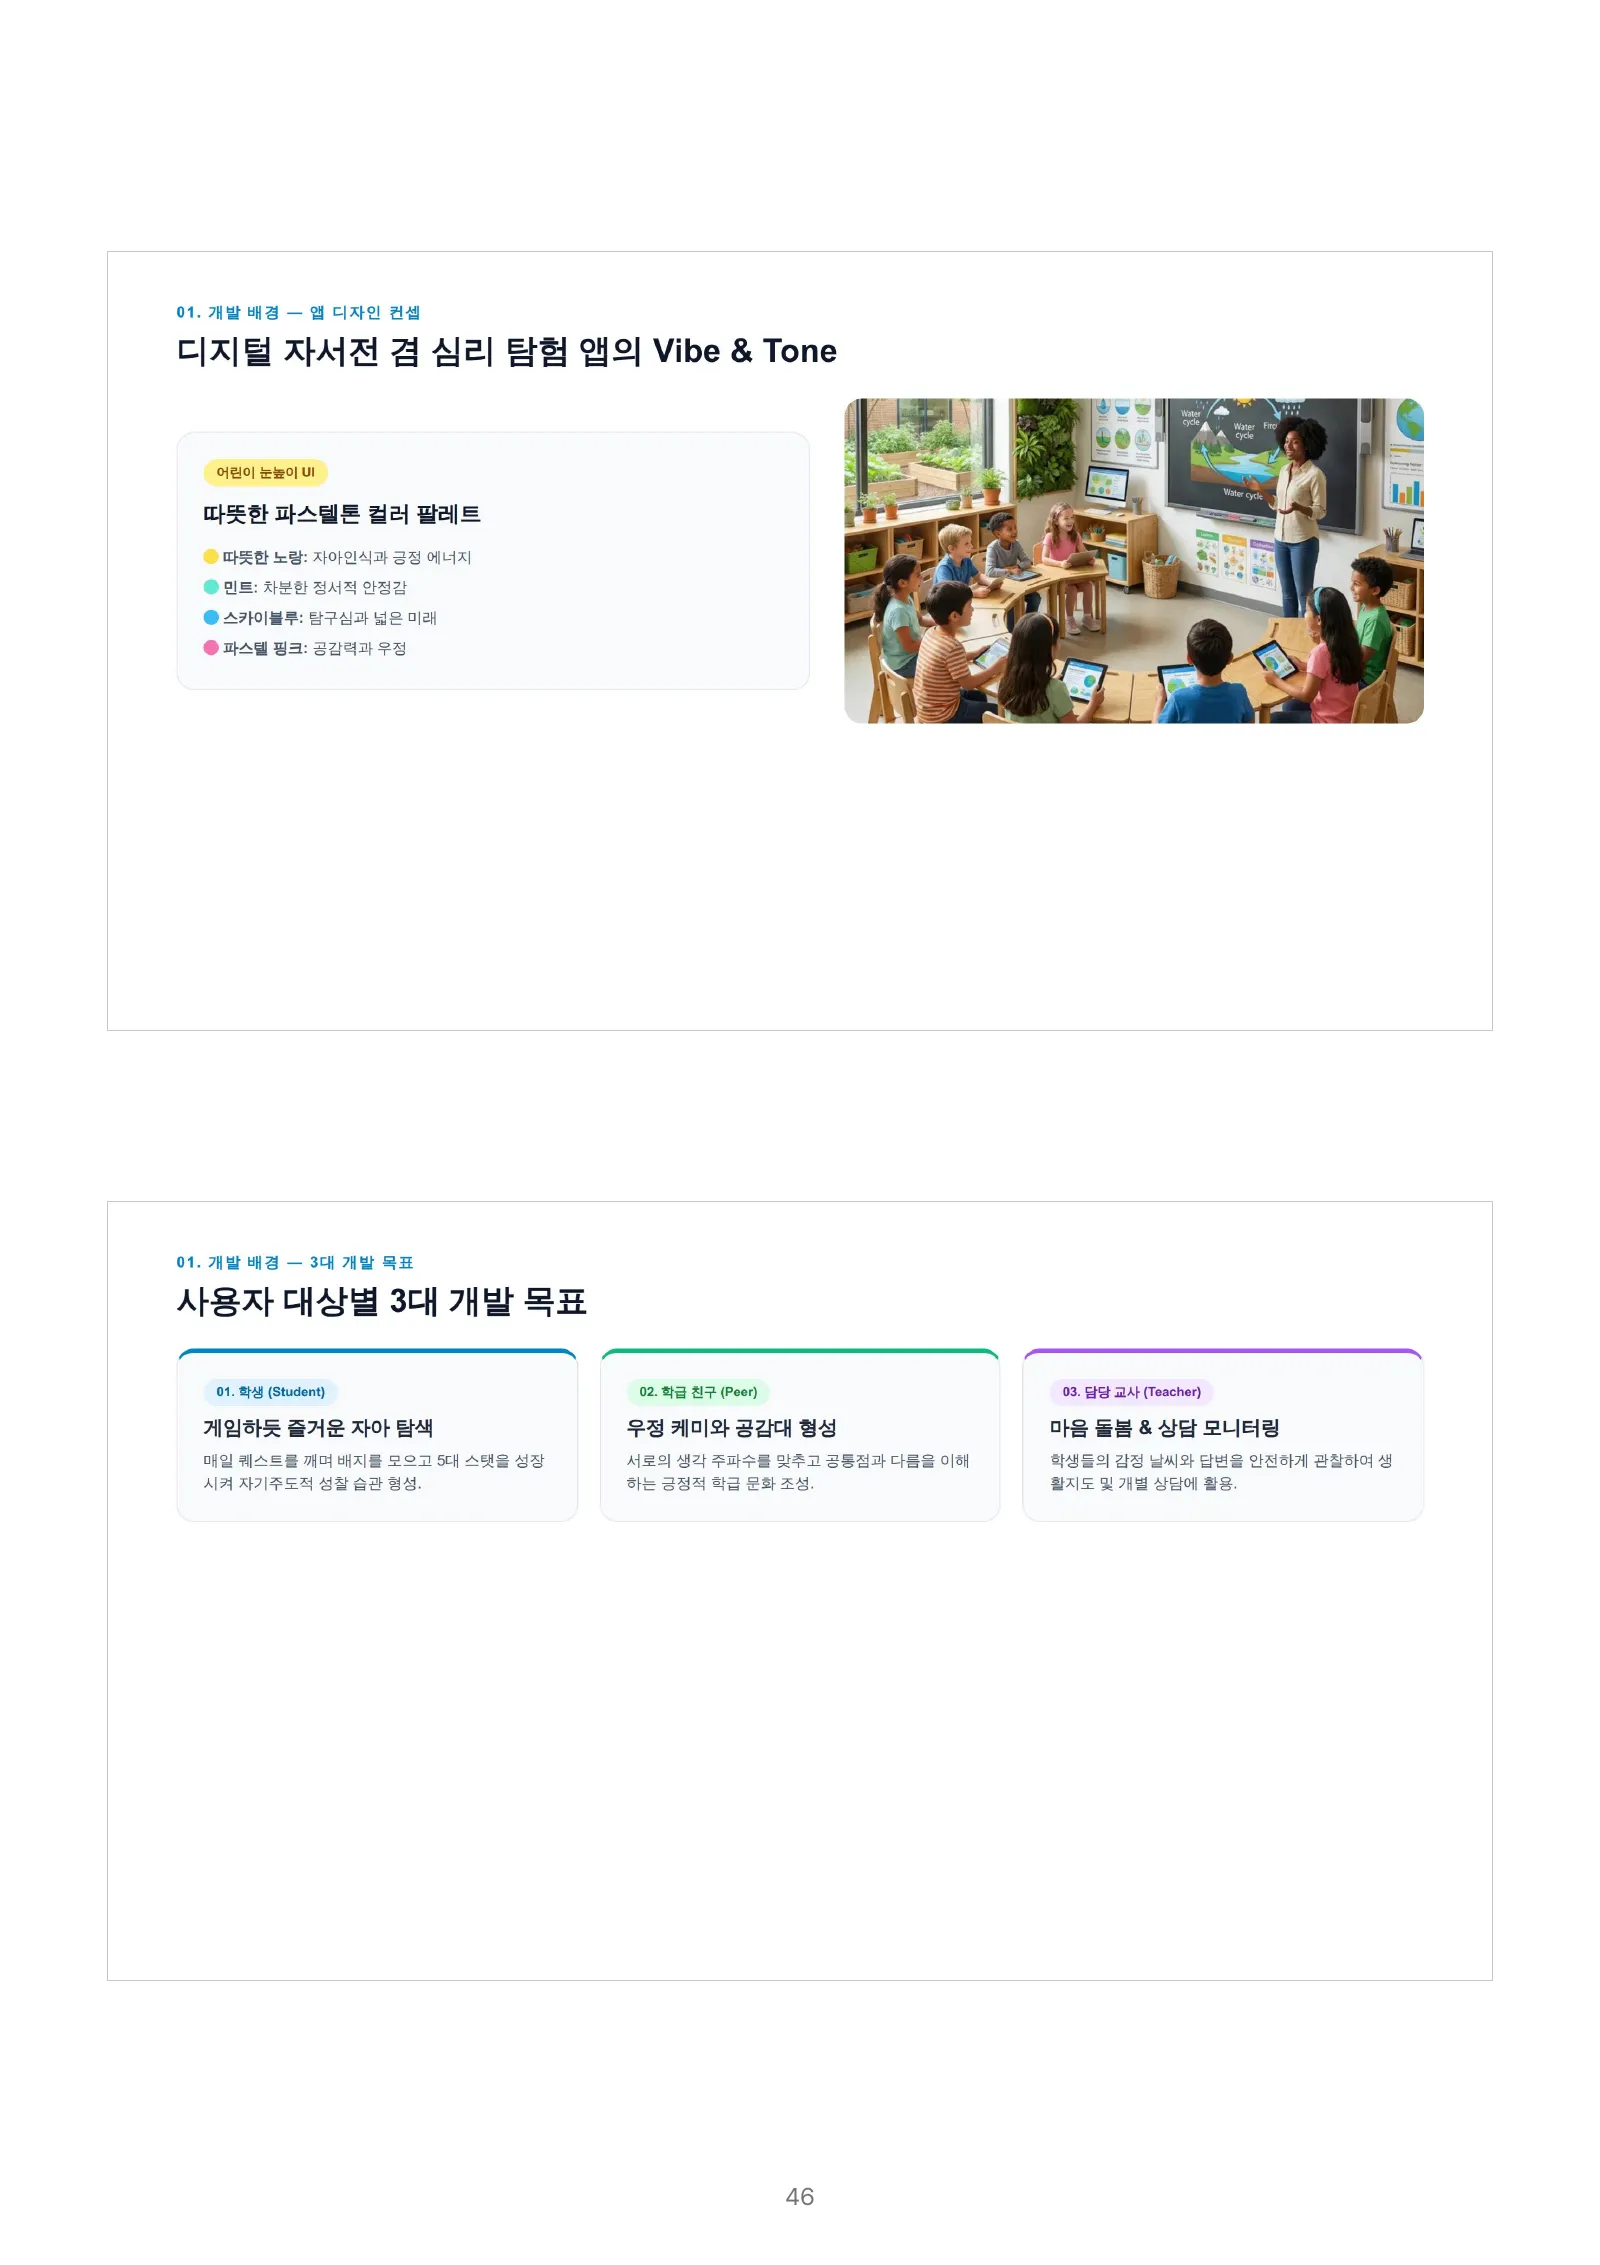 01. 개발 배경 — 앱 디자인 컨셉
디지털 자서전 겸 심리 탐험 앱의 Vibe & Tone
어린이 눈높이 UI
따뜻한 파스텔톤 컬러 팔레트
따뜻한 노랑: 자아인식과 긍정 에너지
민트: 차분한 정서적 안정감
스카이블루: 탐구심과 넓은 미래
파스텔 핑크: 공감력과 우정
Water cycle
Water cycle
Water cycle
01. 개발 배경 — 3대 개발 목표
사용자 대상별 3대 개발 목표
01. 학생 (Student)
게임하듯 즐거운 자아 탐색
매일 퀘스트를 깨며 배지를 모으고 5대 스탯을 성장
시켜 자기주도적 성찰 습관 형성.
02. 학급 친구 (Peer)
우정 케미와 공감대 형성
서로의 생각 주파수를 맞추고 공통점과 다름을 이해
하는 긍정적 학급 문화 조성.
03. 담당 교사 (Teacher)
마음 돌봄 & 상담 모니터링
학생들의 감정 날씨와 답변을 안전하게 관찰하여 생
활지도 및 개별 상담에 활용.
46